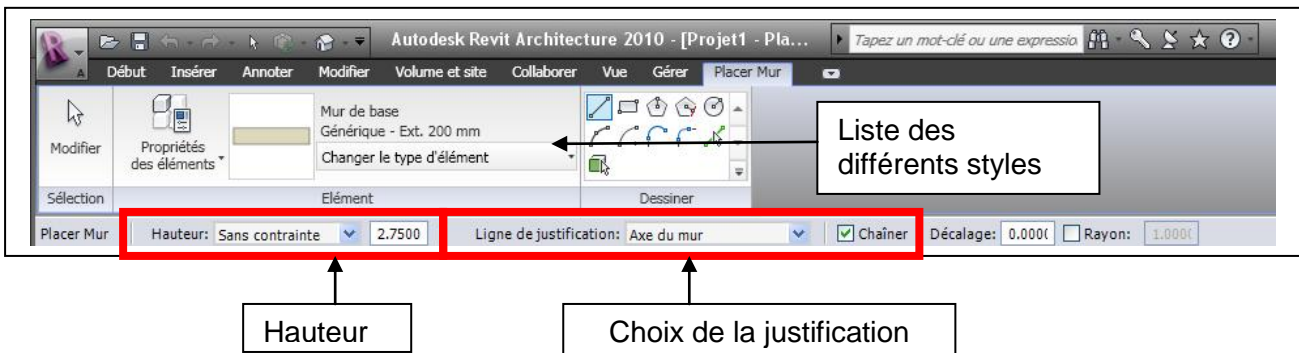 Autodesk Revit Architecture 2010 - [Projet1 - Pla...
Tapez un mot-clé ou une expressio
A
Début Insérer Annoter Modifier Volume et site Collaborer Vue Gérer Placer Mur
Modifier
Propriétés
des éléments
Mur de base
Générique - Ext. 200 mm
Changer le type d'élément
Liste des
différents styles
Sélection Elément Dessiner
Placer Mur Hauteur: Sans contrainte 2.7500 Ligne de justification: Axe du mur Chaîner Décalage: 0.000( Rayon: 1.000(
Hauteur
Choix de la justification